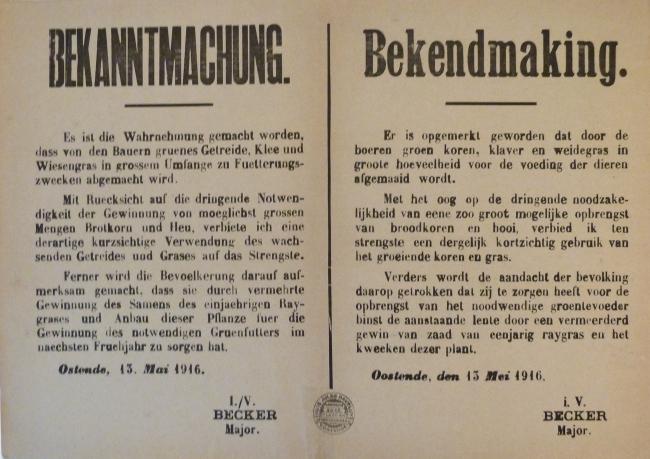 BEKANNTMACHUNG.
Es ist die Wahrnehmung gemacht worden,
dass von den Bauern gruenes Getreide, Klee und
Wiesengras in grossem Umfange zu Fuetterungs-
zwecken abgemacht wird.
Mit Ruecksicht auf die dringende Notwen-
digkeit der Gewinnung von moeglichst grossen
Mengen Brotkorn und Heu, verbiete ich eine
derartige kurzsichtige Verwendung des wach-
senden Getreides und Grases auf das Strengste.
Ferner wird die Bevoelkerung darauf auf-
merksam gemacht, dass sie durch vermehrte
Gewinnung des Samens des einjaehrigen Ray-
grases und Anbau dieser Pflanze fuer die
Gewinnung des notwendigen Gruenfutters im
naechsten Fruehjahr zu sorgen hat.
Ostende, 13. Mai 1916.
I./V.
BECKER
Major.
Bekendmaking.
Er is opgemerkt geworden dat door de
boeren groen koren, klaver en weidegras in
groote hoeveelheid voor de voeding der dieren
afgemaaid wordt.
Met het oog op de dringende noodzake-
lijkheid van eene zoo groot mogelijke opbrengst
van broodkoren en hooi, verbied ik ten
strengste een dergelijk kortzichtig gebruik van
het groeiende koren en gras.
Verders wordt de aandacht der bevolking
daarop getrokken dat zij te zorgen heeft voor de
opbrengst van het noodwendige groentevoeder
binst de aanstaande lente door een vermeerderd
gewin van zaad van eenjarig raygras en het
kweeken dezer plant.
Oostende, den 13 Mei 1916.
i. V.
BECKER
Major.